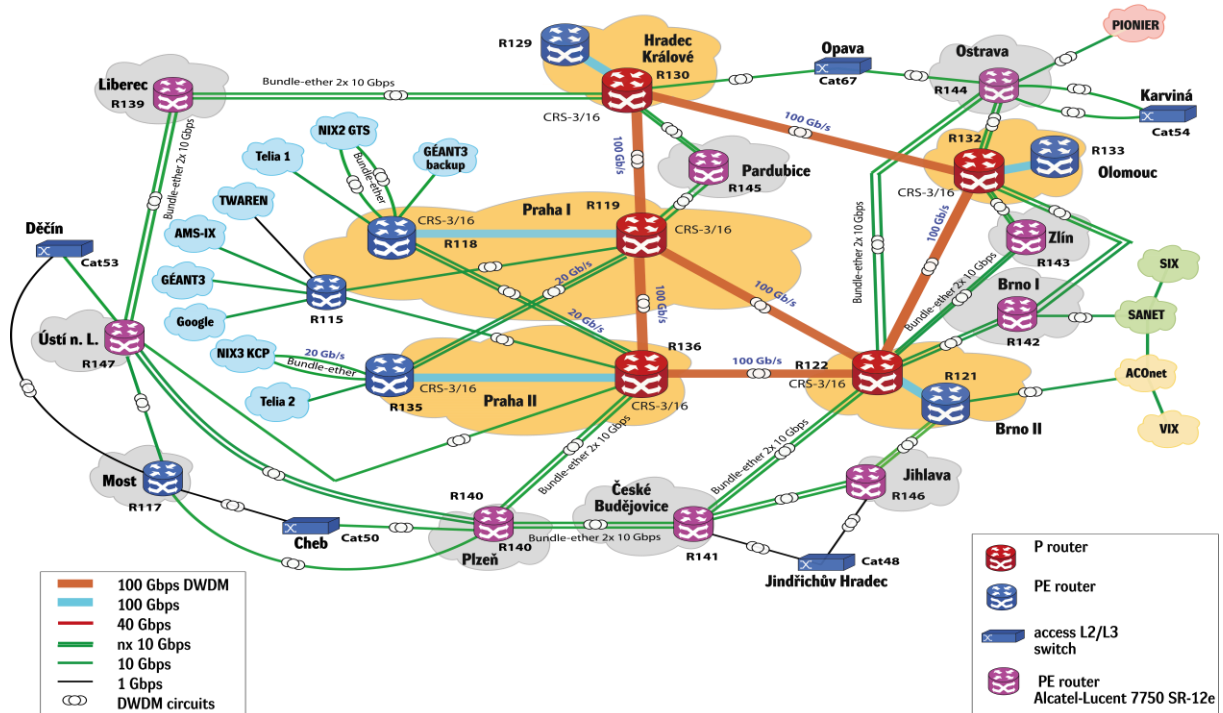 R129
Hradec
Králové
R130
CRS-3/16
Opava
Cat67
Ostrava
R144
PIONIER
Karviná
Cat54
Liberec
R139
Bundle-ether 2x 10 Gbps
Bundle-ether 2x 10 Gbps
100 Gb/s
100 Gb/s
NIX2 GTS
Bundle-ether
Telia 1
GÉANT3
backup
Pardubice
R145
R132
CRS-3/16
R133
Olomouc
TWAREN
CRS-3/16
R118
Praha I
R119
CRS-3/16
100 Gb/s
Zlín
R143
Děčín
Cat53
AMS-IX
GÉANT3
Google
R115
20 Gb/s
20 Gb/s
100 Gb/s
100 Gb/s
Bundle-ether 2x 10 Gbps
Bundle-ether 2x 10 Gbps
Brno I
R142
SIX
SANET
ACOnet
VIX
Ústí n. L.
R147
NIX3 KCP
20 Gb/s
Bundle-ether
Telia 2
CRS-3/16
R135
Praha II
R136
CRS-3/16
100 Gb/s
R122
CRS-3/16
R121
Brno II
Most
R117
Cheb
Cat50
R140
R140
Plzeň
Bundle-ether 2x 10 Gbps
Bundle-ether 2x 10 Gbps
České
Budějovice
R141
Bundle-ether 2x 10 Gbps
Jihlava
R146
Cat48
Jindřichův Hradec
100 Gbps DWDM
100 Gbps
40 Gbps
nx 10 Gbps
10 Gbps
1 Gbps
DWDM circuits
P router
PE router
access L2/L3
switch
PE router
Alcatel-Lucent 7750 SR-12e